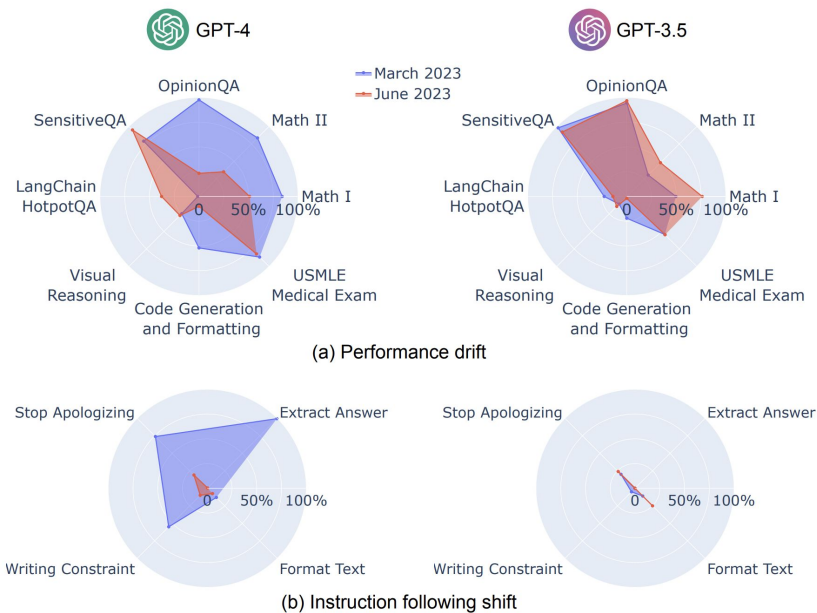 GPT-4
GPT-3.5
March 2023
June 2023
OpinionQA
Math II
Math I
USMLE
Medical Exam
Code Generation
and Formatting
Visual
Reasoning
LangChain
HotpotQA
SensitiveQA
0 50% 100%
OpinionQA
Math II
Math I
USMLE
Medical Exam
Code Generation
and Formatting
Visual
Reasoning
LangChain
HotpotQA
SensitiveQA
0 50% 100%
(a) Performance drift
Stop Apologizing
Extract Answer
0 50% 100%
Writing Constraint
Format Text
Stop Apologizing
Extract Answer
0 50% 100%
Writing Constraint
Format Text
(b) Instruction following shift